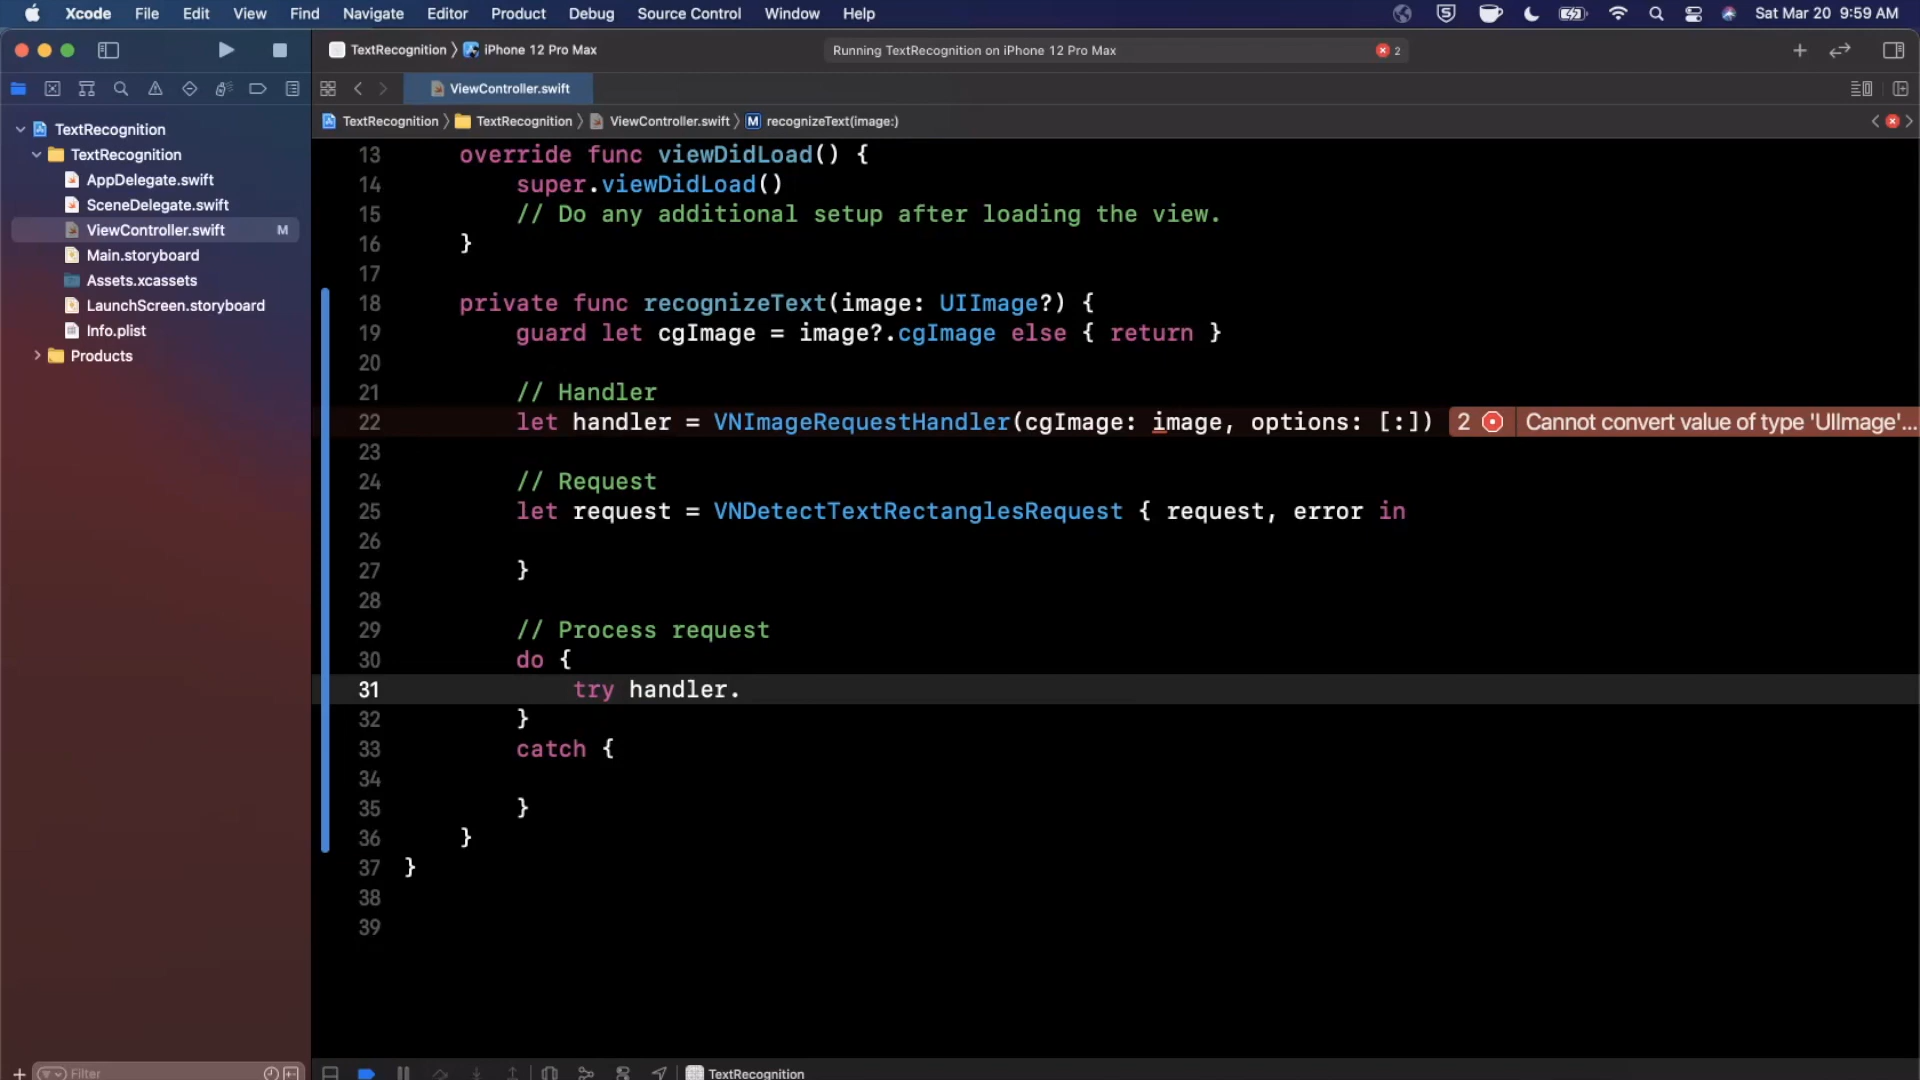 Xcode File Edit View Find Navigate Editor Product Debug Source Control Window Help Sat Mar 20 9:59 AM
TextRecognition 〉 iPhone 12 Pro Max Running TextRecognition on iPhone 12 Pro Max 2
ViewController.swift
TextRecognition 〉 TextRecognition 〉 ViewController.swift 〉 M recognizeText(image:)
TextRecognition
TextRecognition
AppDelegate.swift
SceneDelegate.swift
ViewController.swift M
Main.storyboard
Assets.xcassets
LaunchScreen.storyboard
Info.plist
Products
13 override func viewDidLoad() {
14 super.viewDidLoad()
15 // Do any additional setup after loading the view.
16 }
17
18 private func recognizeText(image: UIImage?) {
19 guard let cgImage = image?.cgImage else { return }
20
21 // Handler
22 let handler = VNImageRequestHandler(cgImage: image, options: [:]) 2 Cannot convert value of type 'UIImage'...
23
24 // Request
25 let request = VNDetectTextRectanglesRequest { request, error in
26
27 }
28
29 // Process request
30 do {
31 try handler.
32 }
33 catch {
34
35 }
36 }
37 }
38
39
Filter
TextRecognition